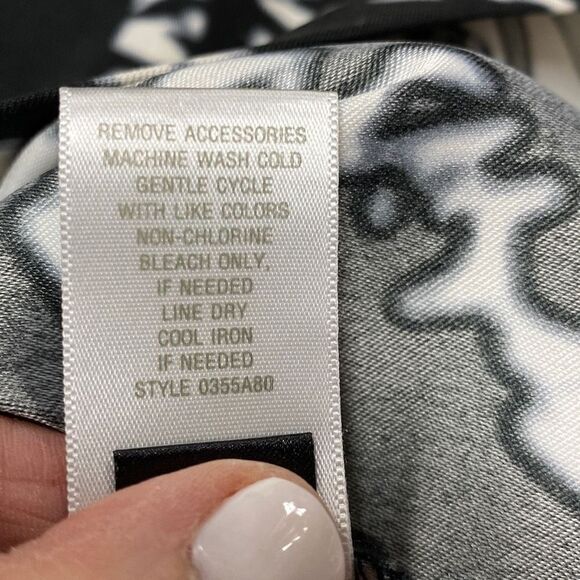 REMOVE ACCESSORIES
MACHINE WASH COLD
GENTLE CYCLE
WITH LIKE COLORS
NON-CHLORINE
BLEACH ONLY,
IF NEEDED
LINE DRY
COOL IRON
IF NEEDED
STYLE 0355A80